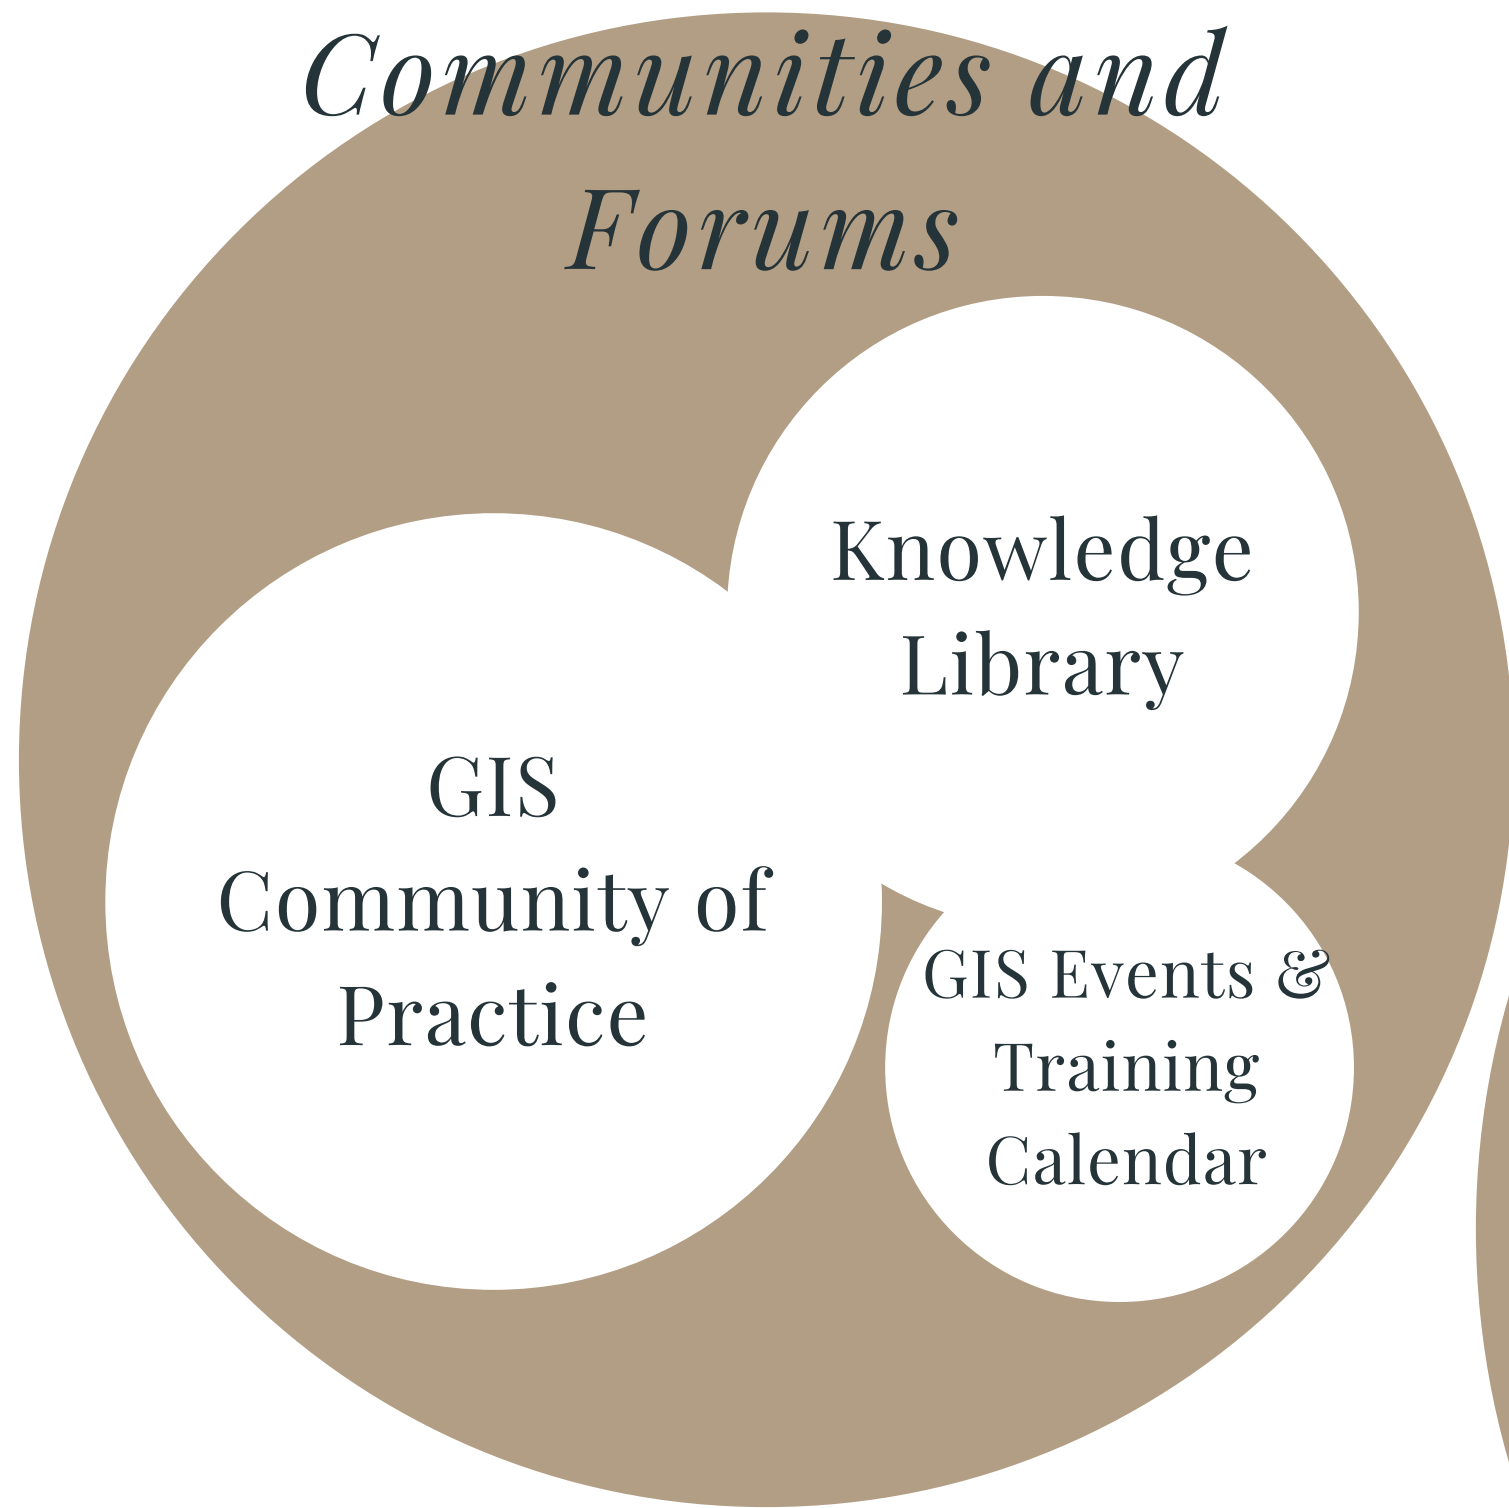 Communities and
Forums
Knowledge
Library
GIS
Community of
Practice
GIS Events &
Training
Calendar